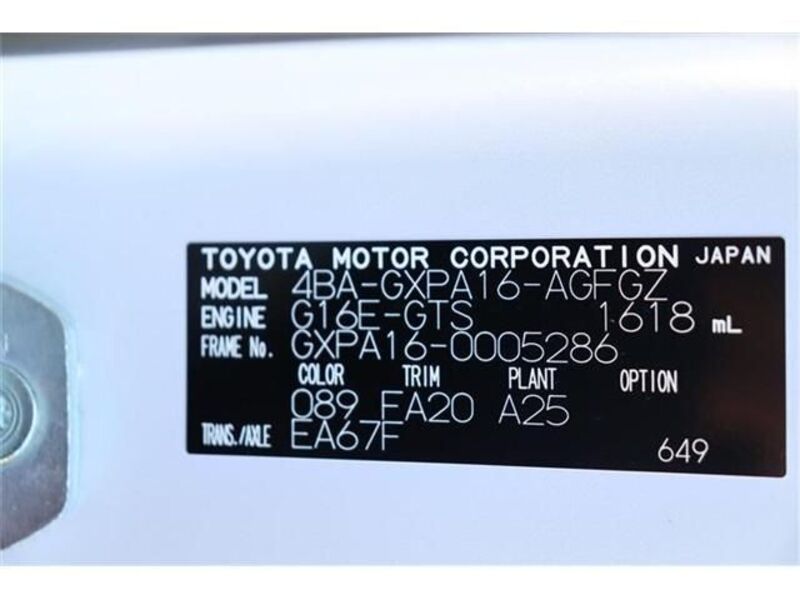 TOYOTA MOTOR CORPORATION JAPAN
MODEL 4BA-GXPA16-AGFGZ
ENGINE G16E-GTS 1618 mL
FRAME No. GXPA16-0005286
COLOR TRIM PLANT OPTION
089 FA20 A25
TRANS./AXLE EA67F 649